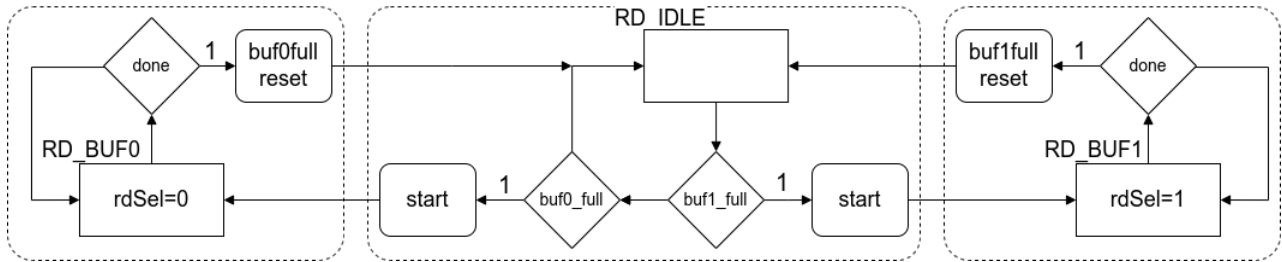 RD_IDLE
done
1
buf0full
reset
buf1full
reset
1
done
RD_BUF0
RD_BUF1
rdSel=0
start
1
buf0_full
buf1_full
1
start
rdSel=1